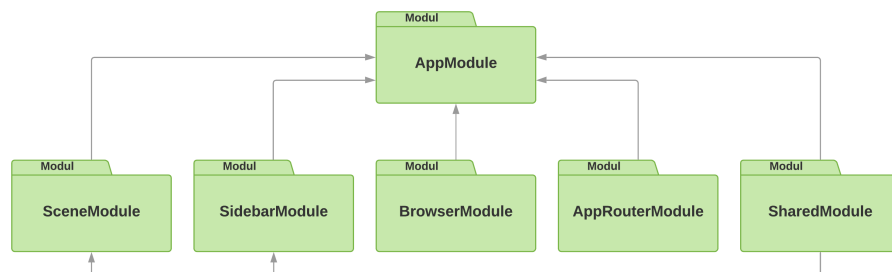 Modul
AppModule
Modul
SceneModule
Modul
SidebarModule
Modul
BrowserModule
Modul
AppRouterModule
Modul
SharedModule